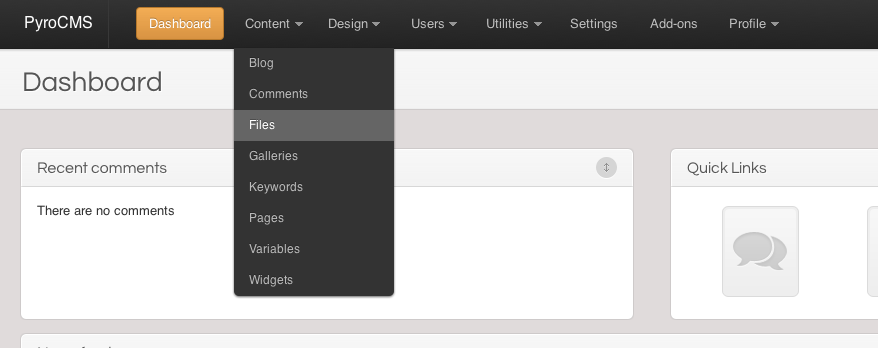 PyroCMS Dashboard Content Design Users Utilities Settings Add-ons Profile
Dashboard
Blog
Comments
Files
Galleries
Keywords
Pages
Variables
Widgets
Recent comments
There are no comments
Quick Links